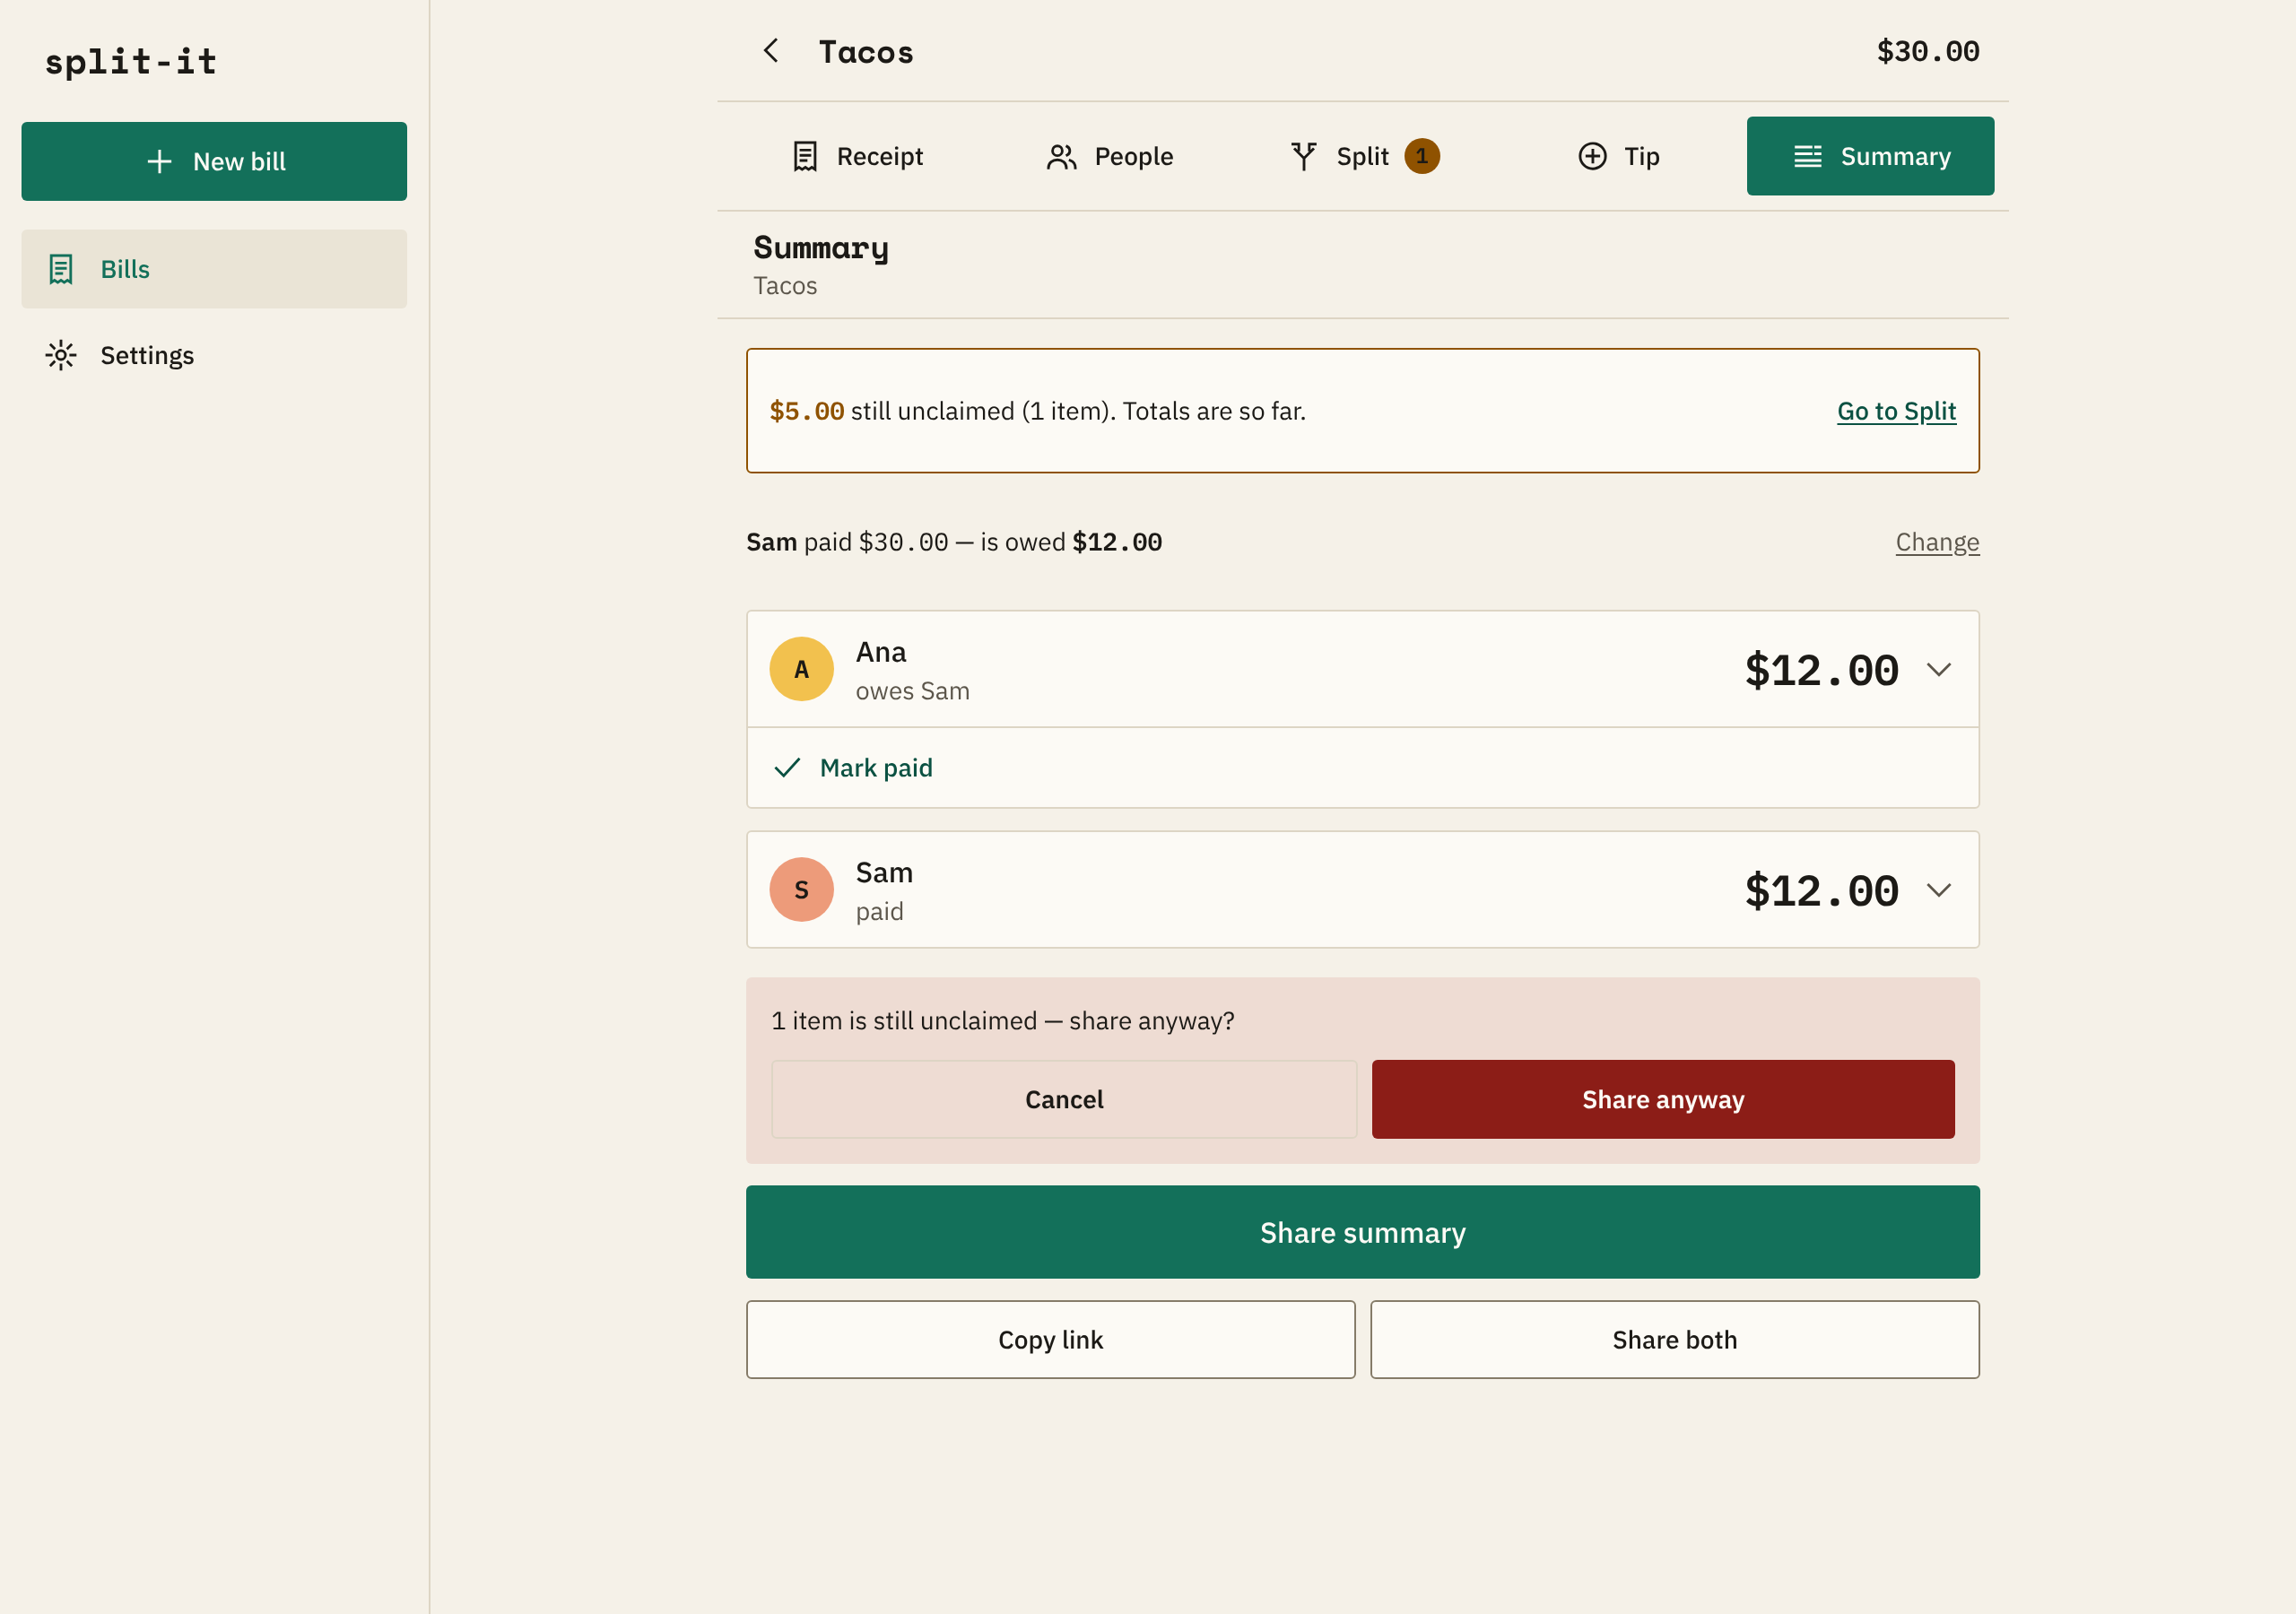 split-it
New bill
Bills
Settings
Tacos
$30.00
Receipt
People
Split 1
Tip
Summary
Summary
Tacos
$5.00 still unclaimed (1 item). Totals are so far.
Go to Split
Sam paid $30.00 — is owed $12.00
Change
A
Ana
owes Sam
$12.00
Mark paid
S
Sam
paid
$12.00
1 item is still unclaimed — share anyway?
Cancel
Share anyway
Share summary
Copy link
Share both